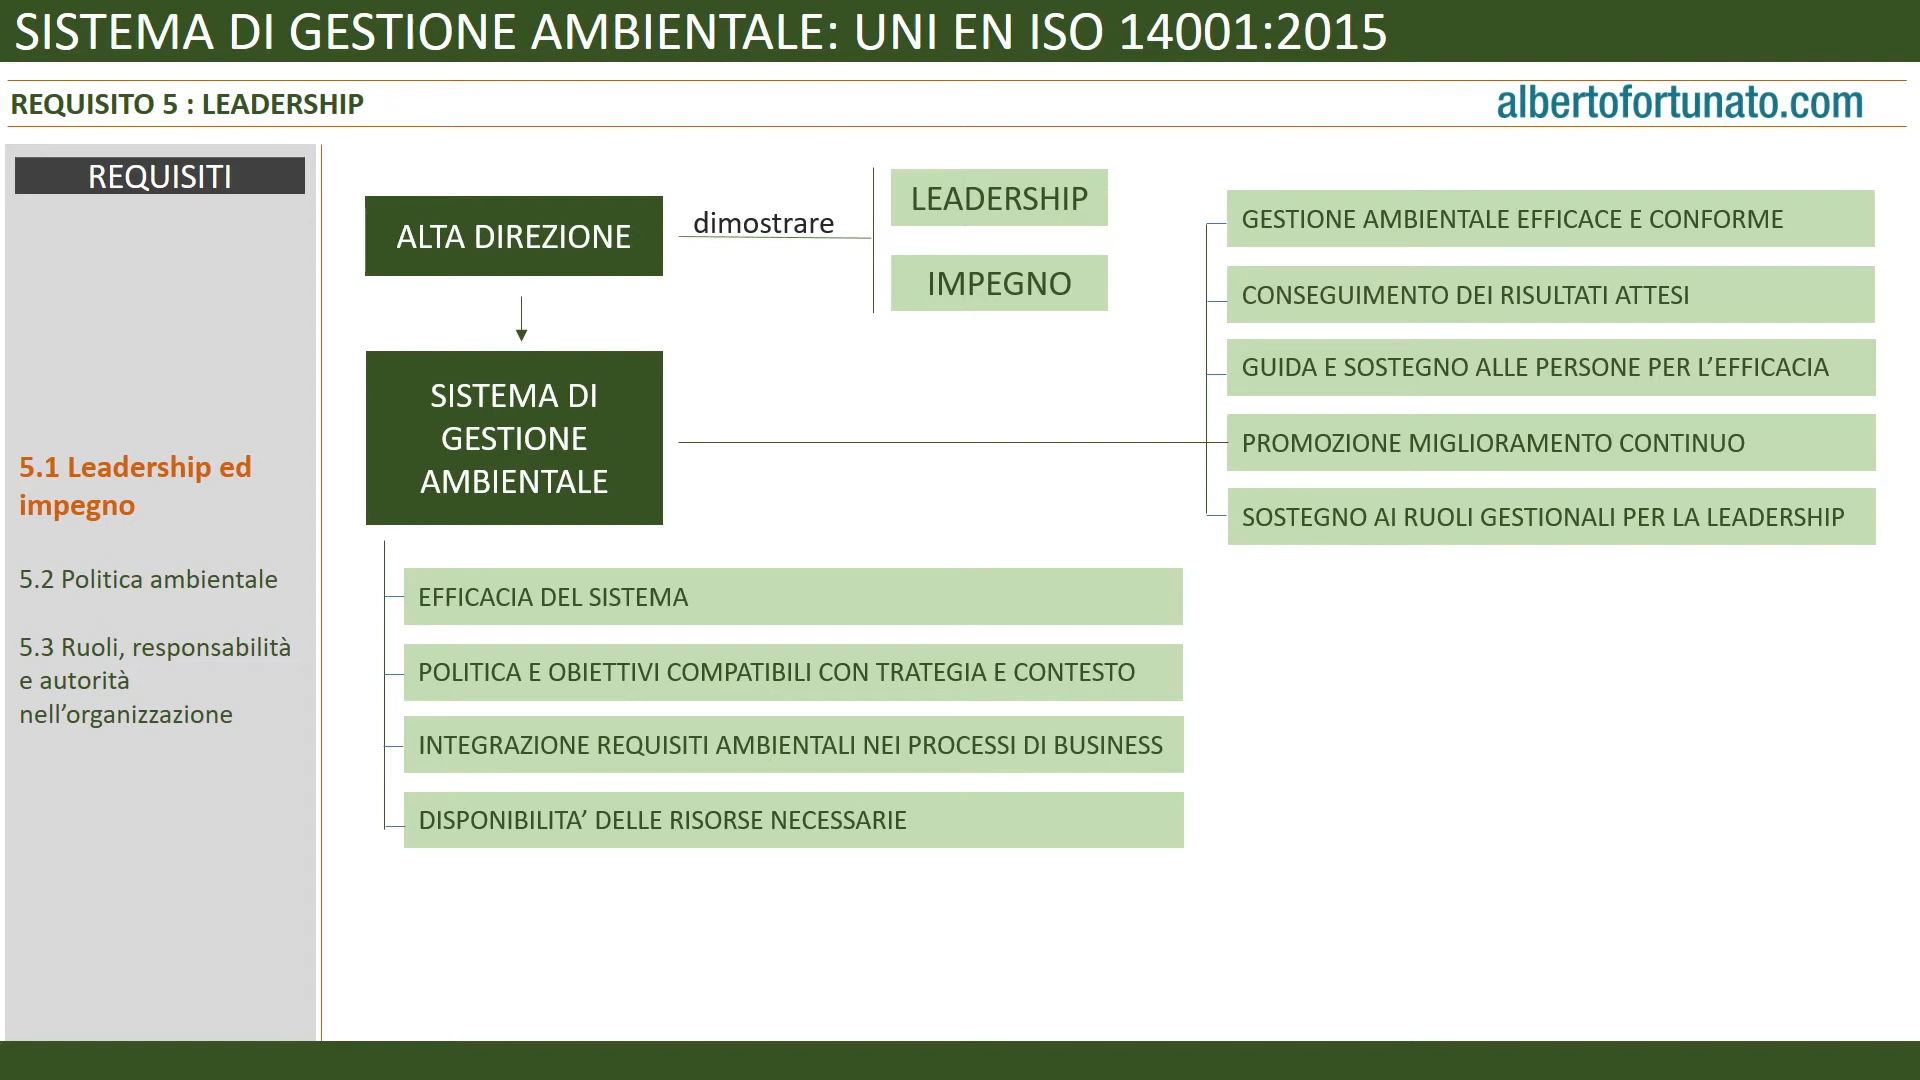 SISTEMA DI GESTIONE AMBIENTALE: UNI EN ISO 14001:2015
REQUISITO 5 : LEADERSHIP
albertofortunato.com
REQUISITI
5.1 Leadership ed
impegno
5.2 Politica ambientale
5.3 Ruoli, responsabilità
e autorità
nell’organizzazione
ALTA DIREZIONE
dimostrare
LEADERSHIP
IMPEGNO
SISTEMA DI
GESTIONE
AMBIENTALE
GESTIONE AMBIENTALE EFFICACE E CONFORME
CONSEGUIMENTO DEI RISULTATI ATTESI
GUIDA E SOSTEGNO ALLE PERSONE PER L’EFFICACIA
PROMOZIONE MIGLIORAMENTO CONTINUO
SOSTEGNO AI RUOLI GESTIONALI PER LA LEADERSHIP
EFFICACIA DEL SISTEMA
POLITICA E OBIETTIVI COMPATIBILI CON TRATEGIA E CONTESTO
INTEGRAZIONE REQUISITI AMBIENTALI NEI PROCESSI DI BUSINESS
DISPONIBILITA’ DELLE RISORSE NECESSARIE